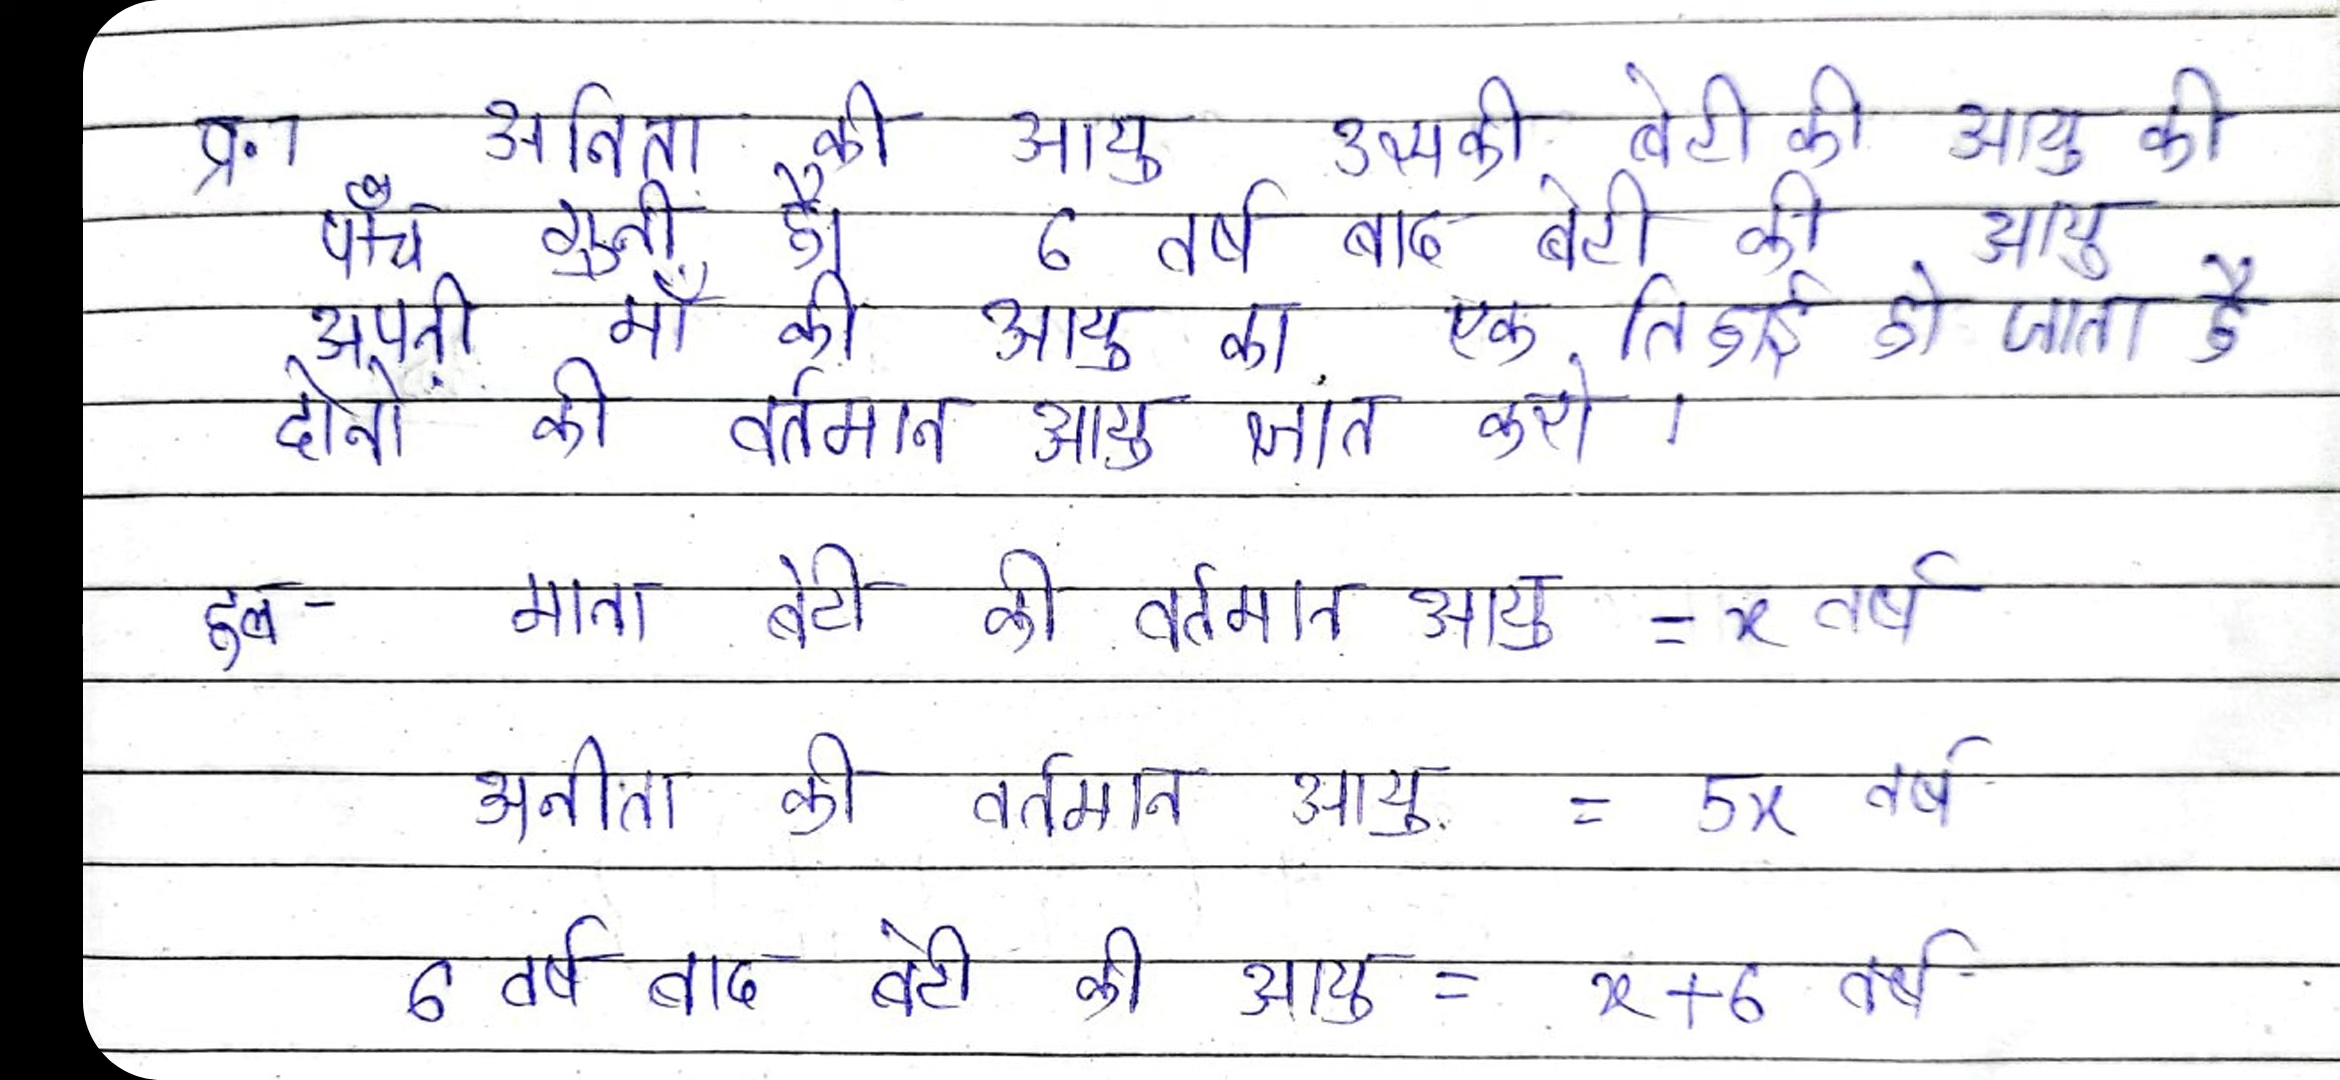 प्र.1 अनिता की आयु उसकी बेटी की आयु की
पाँच गुनी है। 6 वर्ष बाद बेटी की आयु
अपनी माँ की आयु का एक तिहाई हो जाता है
दोनो की वर्तमान आयु ज्ञात करो ।
हल- माना बेटी की वर्तमान आयु = x वर्ष
अनीता की वर्तमान आयु. = 5x वर्ष
6 वर्ष बाद बेटी की आयु = x+6 वर्ष